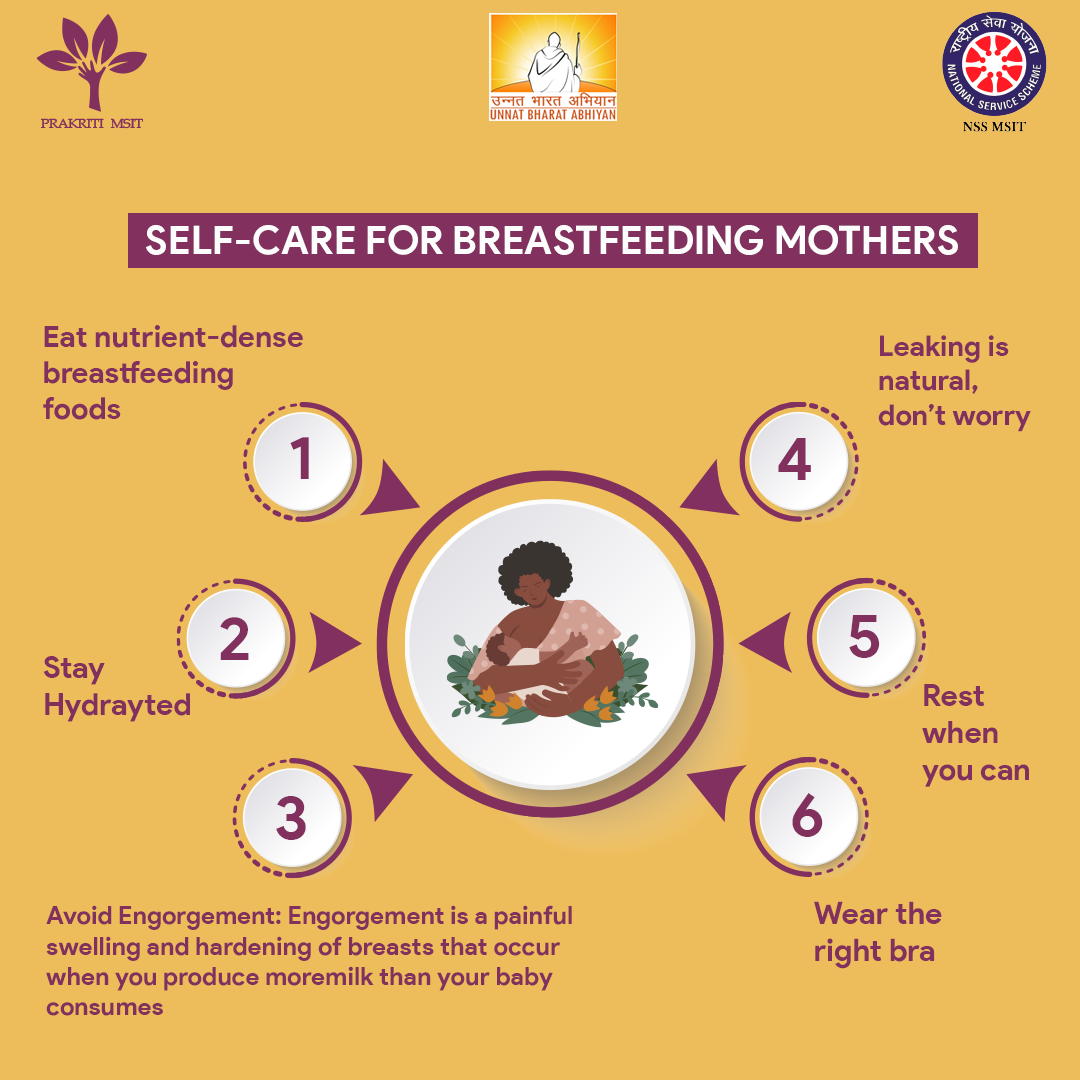 PRAKRITI MSIT
उन्नत भारत अभियान
UNNAT BHARAT ABHIYAN
राष्ट्रीय सेवा योजना
NATIONAL SERVICE SCHEME
NSS MSIT
SELF-CARE FOR BREASTFEEDING MOTHERS
Eat nutrient-dense
breastfeeding
foods
1
2
Stay
Hydrayted
3
Avoid Engorgement: Engorgement is a painful
swelling and hardening of breasts that occur
when you produce moremilk than your baby
consumes
Leaking is
natural,
don't worry
4
5
Rest
when
you can
6
Wear the
right bra